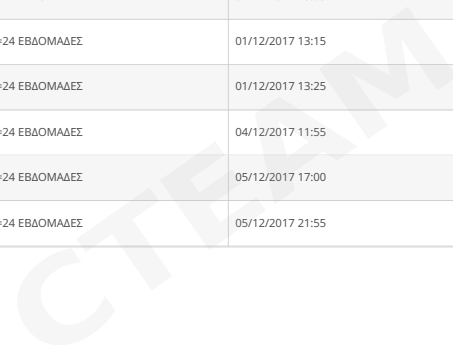 =24 ΕΒΔΟΜΑΔΕΣ 01/12/2017 13:15
=24 ΕΒΔΟΜΑΔΕΣ 01/12/2017 13:25
=24 ΕΒΔΟΜΑΔΕΣ 04/12/2017 11:55
=24 ΕΒΔΟΜΑΔΕΣ 05/12/2017 17:00
=24 ΕΒΔΟΜΑΔΕΣ 05/12/2017 21:55
CTEAM